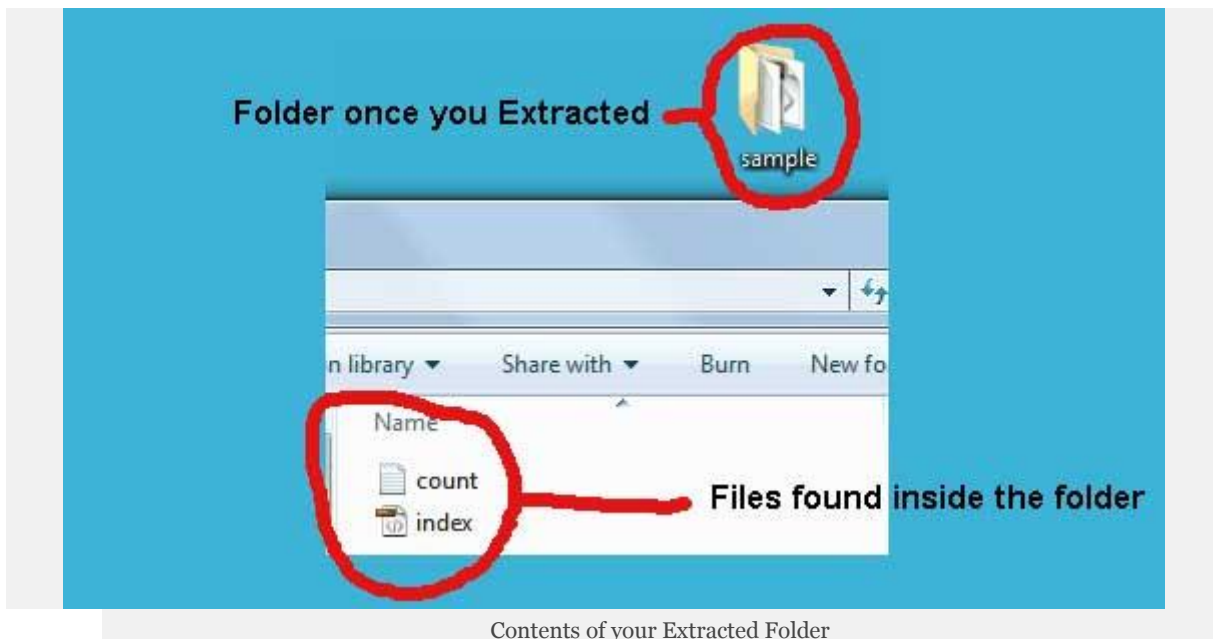 Folder once you Extracted
sample
n library Share with Burn New fo
Name
count
index
Files found inside the folder
Contents of your Extracted Folder